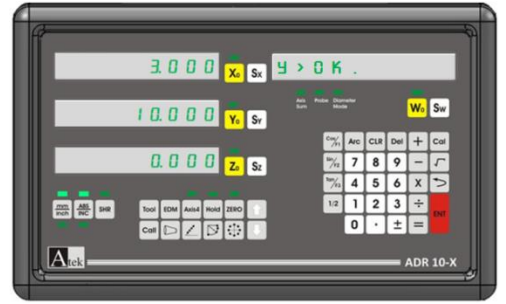 3.000 X₀ Sx y > OK .
10.000 Y₀ Sy
0.000 Z₀ Sz
Axis Sum Probe Diameter Mode
W₀ Sw
Cos/F1 Arc CLR Del + Cal
Sin/F2 7 8 9 -
Tan/F3 4 5 6 X
1/2 1 2 3 ÷ ENT
0 . ± =
mm inch ABS INC SHR Tool EDM Axis4 Hold ZERO
Call
Atek ADR 10-X